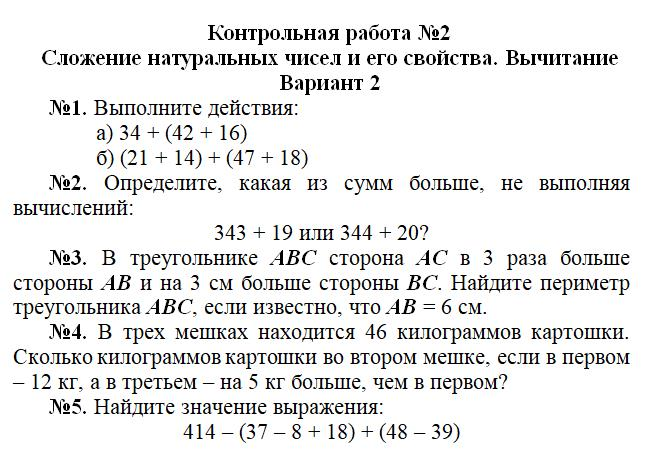 Контрольная работа №2
Сложение натуральных чисел и его свойства. Вычитание
Вариант 2
№1. Выполните действия:
а) 34 + (42 + 16)
б) (21 + 14) + (47 + 18)
№2. Определите, какая из сумм больше, не выполняя
вычислений:
343 + 19 или 344 + 20?
№3. В треугольнике ABC сторона AC в 3 раза больше
стороны AB и на 3 см больше стороны BC. Найдите периметр
треугольника ABC, если известно, что AB = 6 см.
№4. В трех мешках находится 46 килограммов картошки.
Сколько килограммов картошки во втором мешке, если в первом
– 12 кг, а в третьем – на 5 кг больше, чем в первом?
№5. Найдите значение выражения:
414 – (37 – 8 + 18) + (48 – 39)